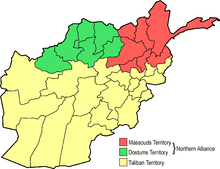 Massouds Territory
Dostums Territory
Northern Alliance
Taliban Territory